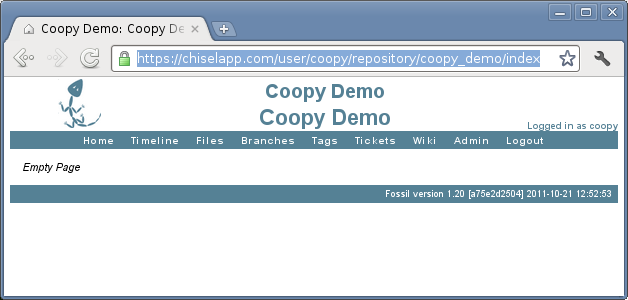 Coopy Demo: Coopy De
https://chiselapp.com/user/coopy/repository/coopy_demo/index
Coopy Demo
Coopy Demo
Logged in as coopy
Home Timeline Files Branches Tags Tickets Wiki Admin Logout
Empty Page
Fossil version 1.20 [a75e2d2504] 2011-10-21 12:52:53